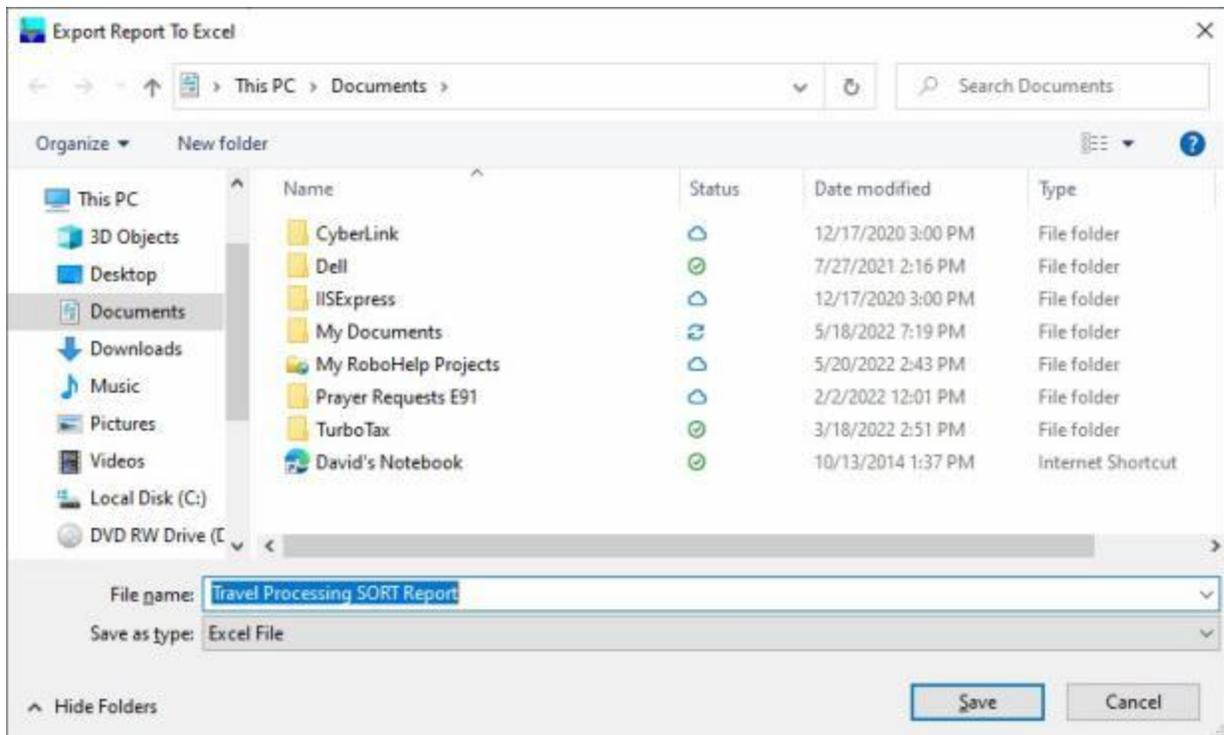 Export Report To Excel
This PC > Documents >
Search Documents
Organize
New folder
This PC
3D Objects
Desktop
Documents
Downloads
Music
Pictures
Videos
Local Disk (C:)
DVD RW Drive (D
Name Status Date modified Type
CyberLink 12/17/2020 3:00 PM File folder
Dell 7/27/2021 2:16 PM File folder
IISExpress 12/17/2020 3:00 PM File folder
My Documents 5/18/2022 7:19 PM File folder
My RoboHelp Projects 5/20/2022 2:43 PM File folder
Prayer Requests E91 2/2/2022 12:01 PM File folder
TurboTax 3/18/2022 2:51 PM File folder
David's Notebook 10/13/2014 1:37 PM Internet Shortcut
File name: Travel Processing SORT Report
Save as type: Excel File
Hide Folders
Save
Cancel